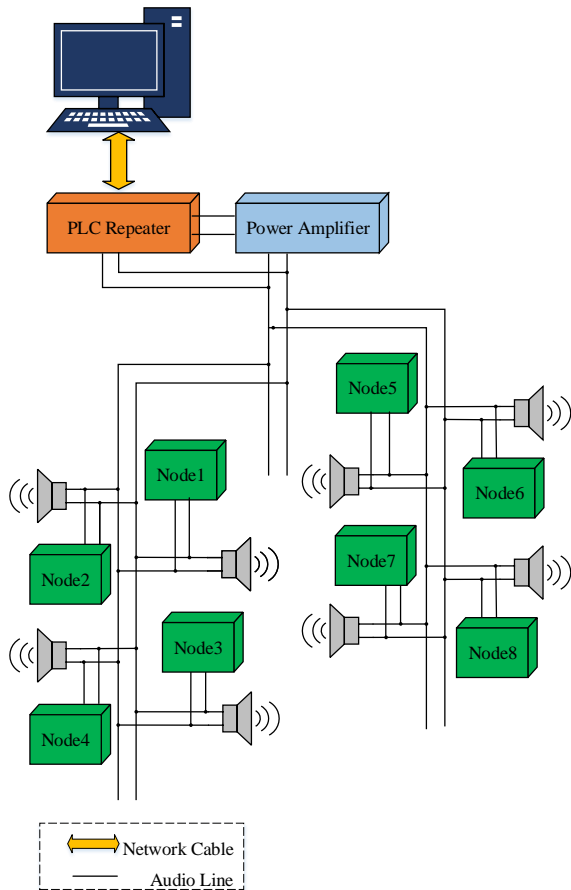 PLC Repeater
Power Amplifier
Node5
Node1
Node6
Node2
Node7
Node3
Node8
Node4
Network Cable
Audio Line